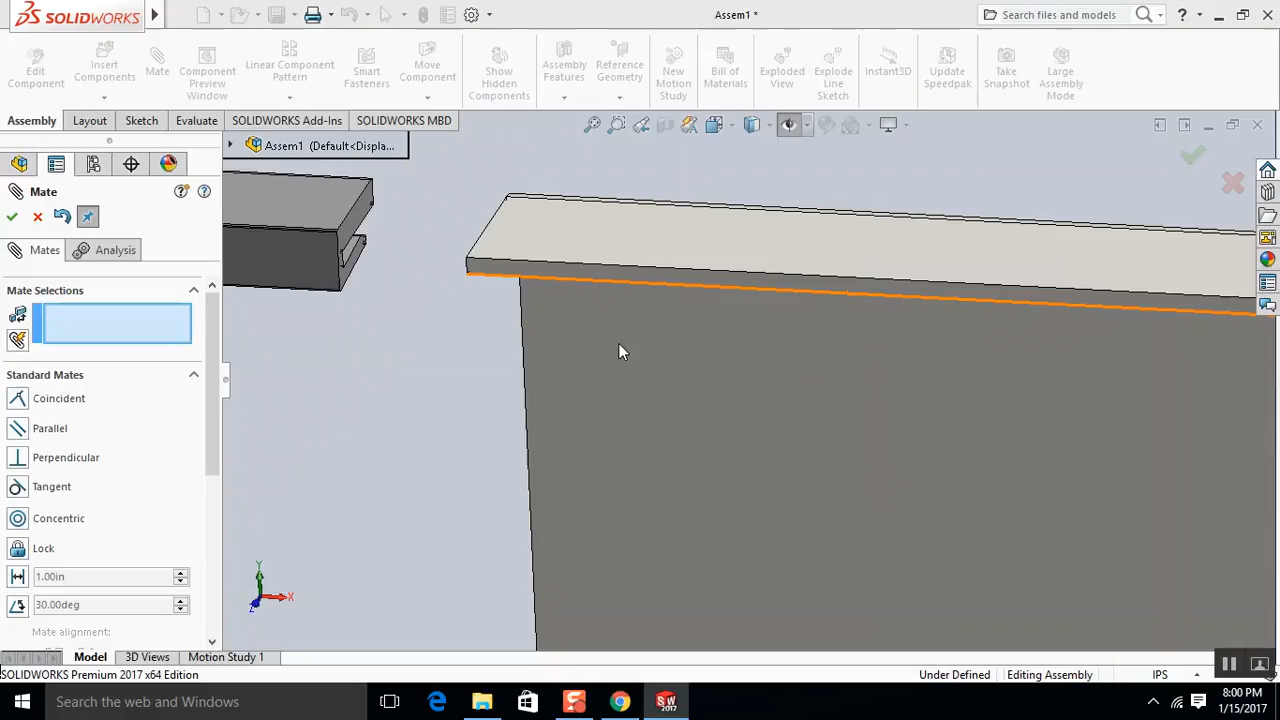 SOLIDWORKS
Assem1 *
Search files and models
?
Edit Component
Insert Components
Mate
Component Preview Window
Linear Component Pattern
Smart Fasteners
Move Component
Show Hidden Components
Assembly Features
Reference Geometry
New Motion Study
Bill of Materials
Exploded View
Explode Line Sketch
Instant3D
Update Speedpak
Take Snapshot
Large Assembly Mode
Assembly
Layout
Sketch
Evaluate
SOLIDWORKS Add-Ins
SOLIDWORKS MBD
Assem1 (Default<Displa...
Mate
Mates
Analysis
Mate Selections
Standard Mates
Coincident
Parallel
Perpendicular
Tangent
Concentric
Lock
1.00in
30.00deg
Mate alignment:
Y
X
Z
Model
3D Views
Motion Study 1
SOLIDWORKS Premium 2017 x64 Edition
Under Defined
Editing Assembly
IPS
Search the web and Windows
SW
2017
8:00 PM
1/15/2017